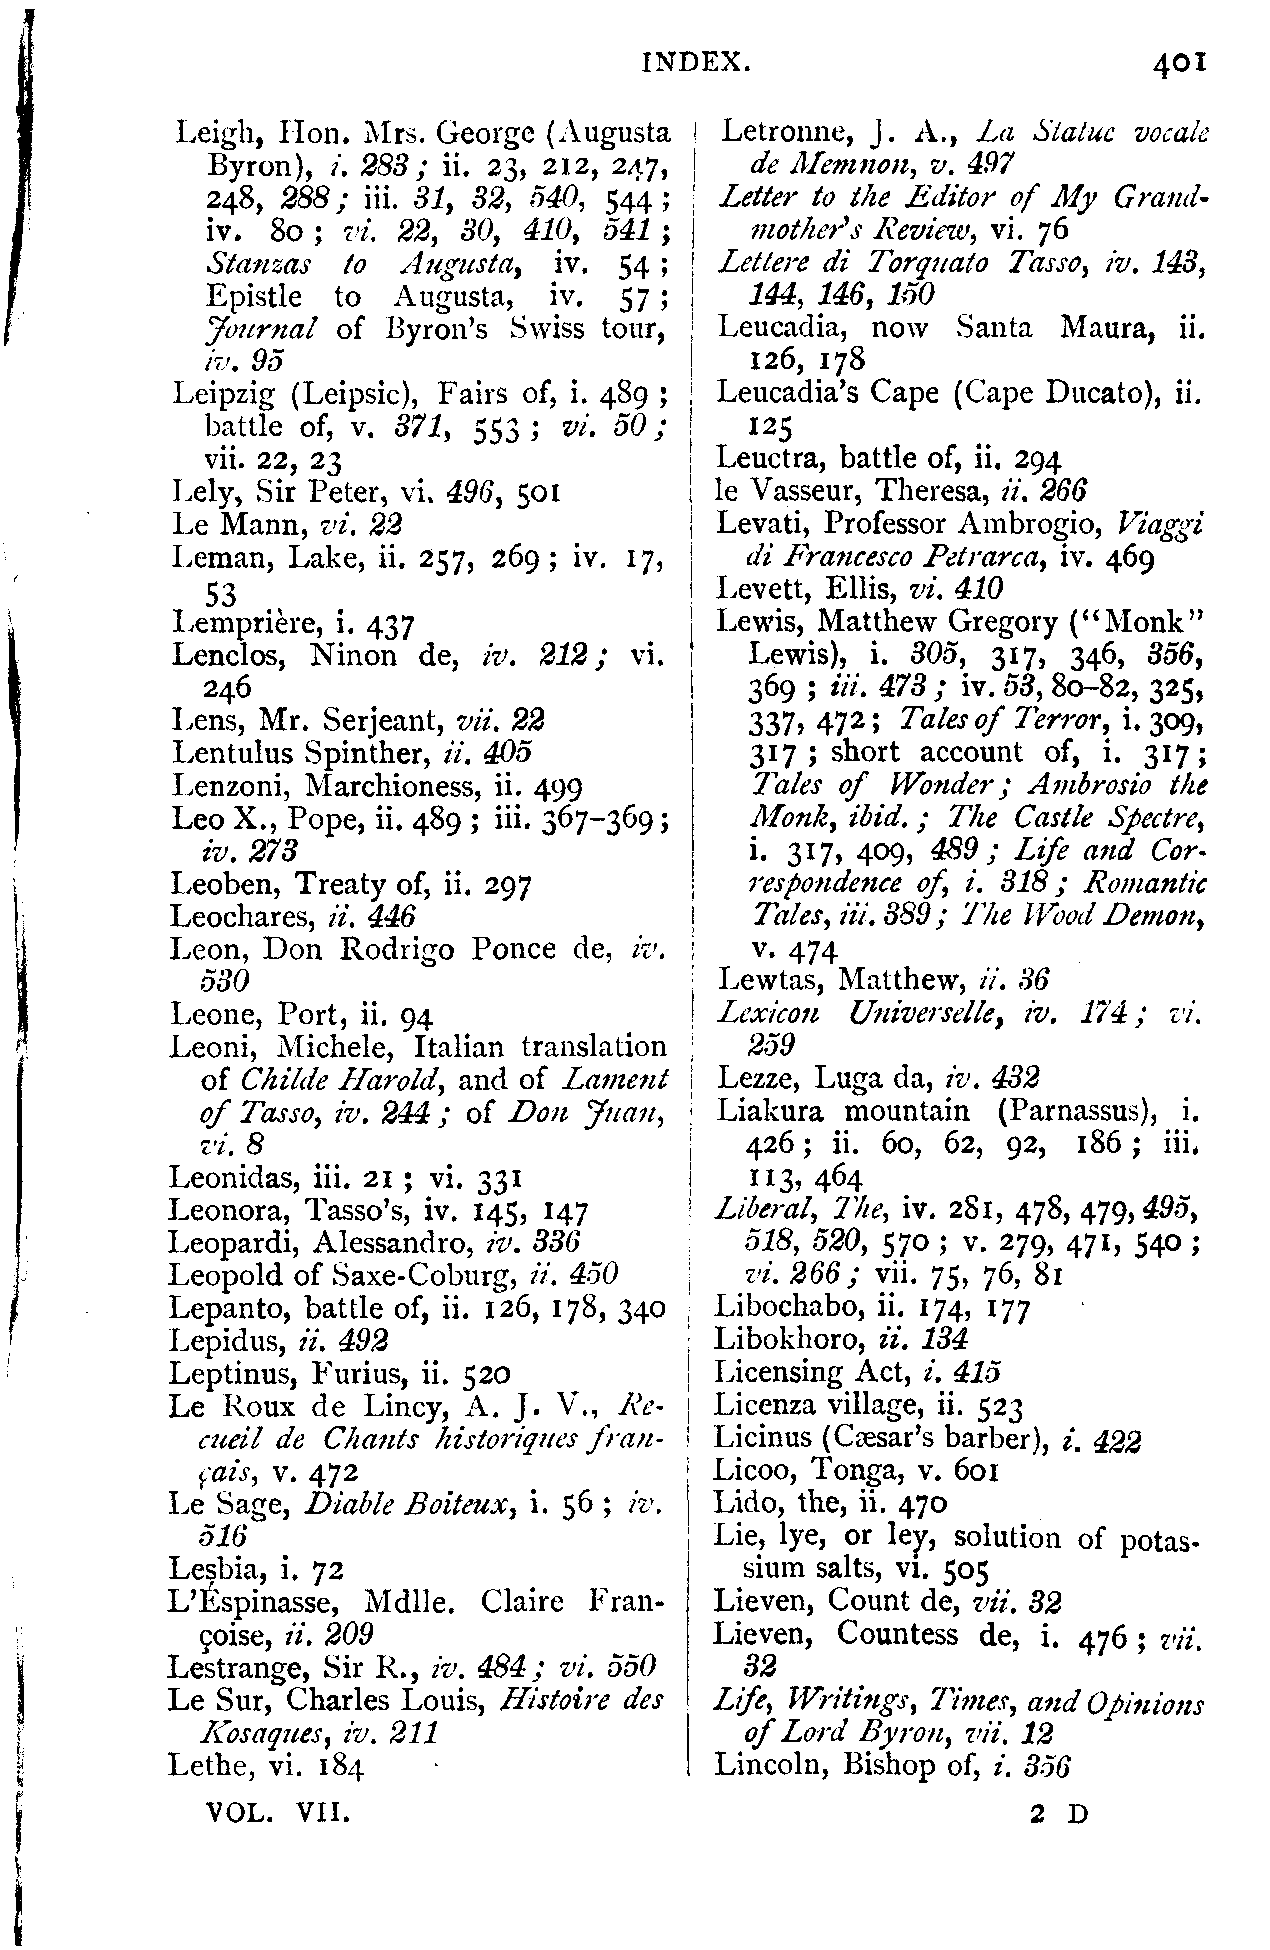 INDEX. 401
Leigh, Hon. Mrs. George (Augusta
Byron), i. 283; ii. 23, 212, 247,
248, 288; iii. 31, 32, 540, 544;
iv. 80; vi. 22, 30, 410, 541;
Stanzas to Augusta, iv. 54;
Epistle to Augusta, iv. 57;
Journal of Byron's Swiss tour,
iv. 95
Leipzig (Leipsic), Fairs of, i. 489;
battle of, v. 371, 553; vi. 50;
vii. 22, 23
Lely, Sir Peter, vi. 496, 501
Le Mann, vi. 22
Leman, Lake, ii. 257, 269; iv. 17,
53
Lemprière, i. 437
Lenclos, Ninon de, iv. 212; vi.
246
Lens, Mr. Serjeant, vii. 22
Lentulus Spinther, ii. 405
Lenzoni, Marchioness, ii. 499
Leo X., Pope, ii. 489; iii. 367–369;
iv. 273
Leoben, Treaty of, ii. 297
Leochares, ii. 446
Leon, Don Rodrigo Ponce de, iv.
530
Leone, Port, ii. 94
Leoni, Michele, Italian translation
of Childe Harold, and of Lament
of Tasso, iv. 244; of Don Juan,
vi. 8
Leonidas, iii. 21; vi. 331
Leonora, Tasso's, iv. 145, 147
Leopardi, Alessandro, iv. 336
Leopold of Saxe-Coburg, ii. 450
Lepanto, battle of, ii. 126, 178, 340
Lepidus, ii. 492
Leptinus, Furius, ii. 520
Le Roux de Lincy, A. J. V., Re-
cueil de Chants historiques fran-
çais, v. 472
Le Sage, Diable Boiteux, i. 56; iv.
516
Lesbia, i. 72
L'Éspinasse, Mdlle. Claire Fran-
çoise, ii. 209
Lestrange, Sir R., iv. 484; vi. 550
Le Sur, Charles Louis, Histoire des
Kosaques, iv. 211
Lethe, vi. 184
Letronne, J. A., La Statue vocale
de Memnon, v. 497
Letter to the Editor of My Grand-
mother's Review, vi. 76
Lettere di Torquato Tasso, iv. 143,
144, 146, 150
Leucadia, now Santa Maura, ii.
126, 178
Leucadia's Cape (Cape Ducato), ii.
125
Leuctra, battle of, ii. 294
le Vasseur, Theresa, ii. 266
Levati, Professor Ambrogio, Viaggi
di Francesco Petrarca, iv. 469
Levett, Ellis, vi. 410
Lewis, Matthew Gregory ("Monk"
Lewis), i. 305, 317, 346, 356,
369; iii. 473; iv. 53, 80–82, 325,
337, 472; Tales of Terror, i. 309,
317; short account of, i. 317;
Tales of Wonder; Ambrosio the
Monk, ibid.; The Castle Spectre,
i. 317, 409, 489; Life and Cor-
respondence of, i. 318; Romantic
Tales, iii. 389; The Wood Demon,
v. 474
Lewtas, Matthew, ii. 36
Lexicon Universelle, iv. 174; vi.
259
Lezze, Luga da, iv. 432
Liakura mountain (Parnassus), i.
426; ii. 60, 62, 92, 186; iii.
113, 464
Liberal, The, iv. 281, 478, 479, 495,
518, 520, 570; v. 279, 471, 540;
vi. 266; vii. 75, 76, 81
Libochabo, ii. 174, 177
Libokhoro, ii. 134
Licensing Act, i. 415
Licenza village, ii. 523
Licinus (Cæsar's barber), i. 422
Licoo, Tonga, v. 601
Lido, the, ii. 470
Lie, lye, or ley, solution of potas-
sium salts, vi. 505
Lieven, Count de, vii. 32
Lieven, Countess de, i. 476; vii.
32
Life, Writings, Times, and Opinions
of Lord Byron, vii. 12
Lincoln, Bishop of, i. 356
VOL. VII. 2 D